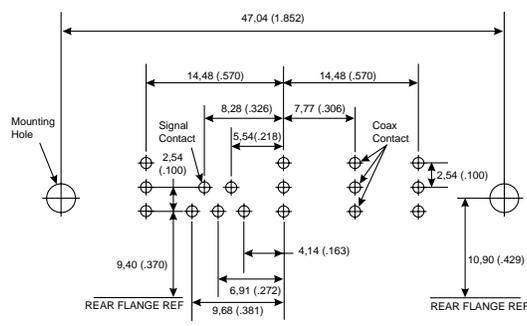 47,04 (1.852)
14,48 (.570)
14,48 (.570)
8,28 (.326)
7,77 (.306)
Mounting
Hole
Signal
Contact
5,54(.218)
Coax
Contact
2,54
(.100)
2,54 (.100)
4,14 (.163)
9,40 (.370)
10,90 (.429)
6,91 (.272)
REAR FLANGE REF
REAR FLANGE REF
9,68 (.381)